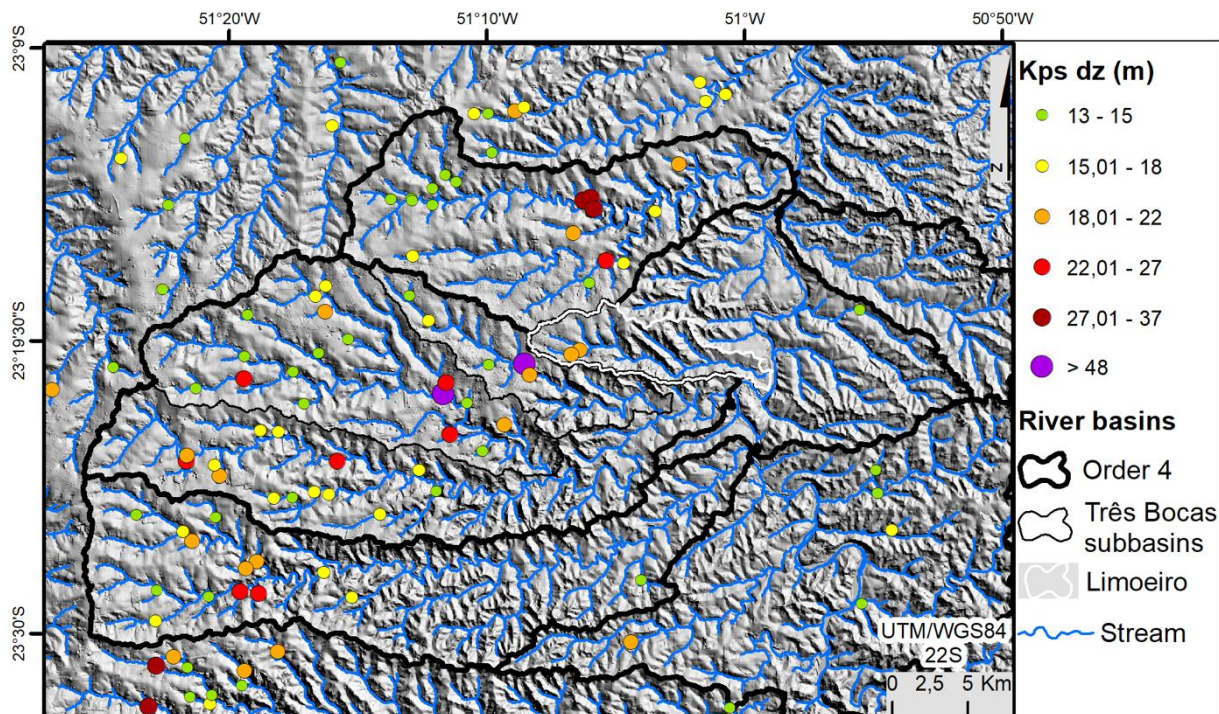 51°20'W
51°10'W
51°0'W
50°50'W
23°9'S
23°19'30"S
23°30'S
Z
UTM/WGS84
22S
0 2,5 5 Km
Kps dz (m)
13 - 15
15,01 - 18
18,01 - 22
22,01 - 27
27,01 - 37
> 48
River basins
Order 4
Três Bocas
subbasins
Limoeiro
Stream